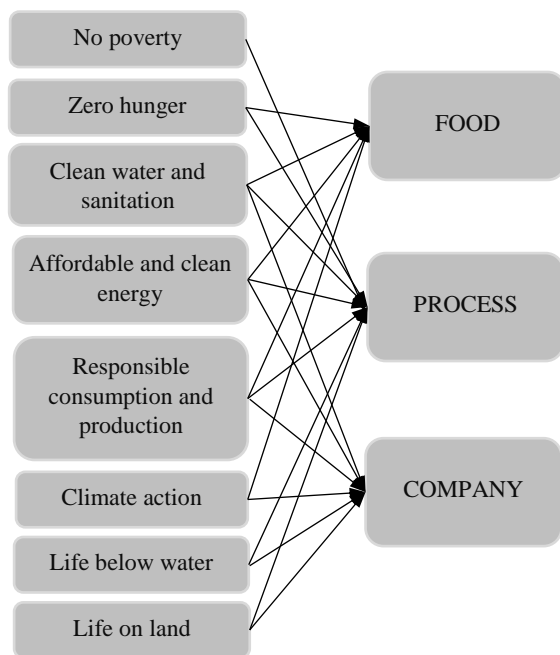 No poverty
Zero hunger
Clean water and
sanitation
Affordable and clean
energy
Responsible
consumption and
production
Climate action
Life below water
Life on land
FOOD
PROCESS
COMPANY